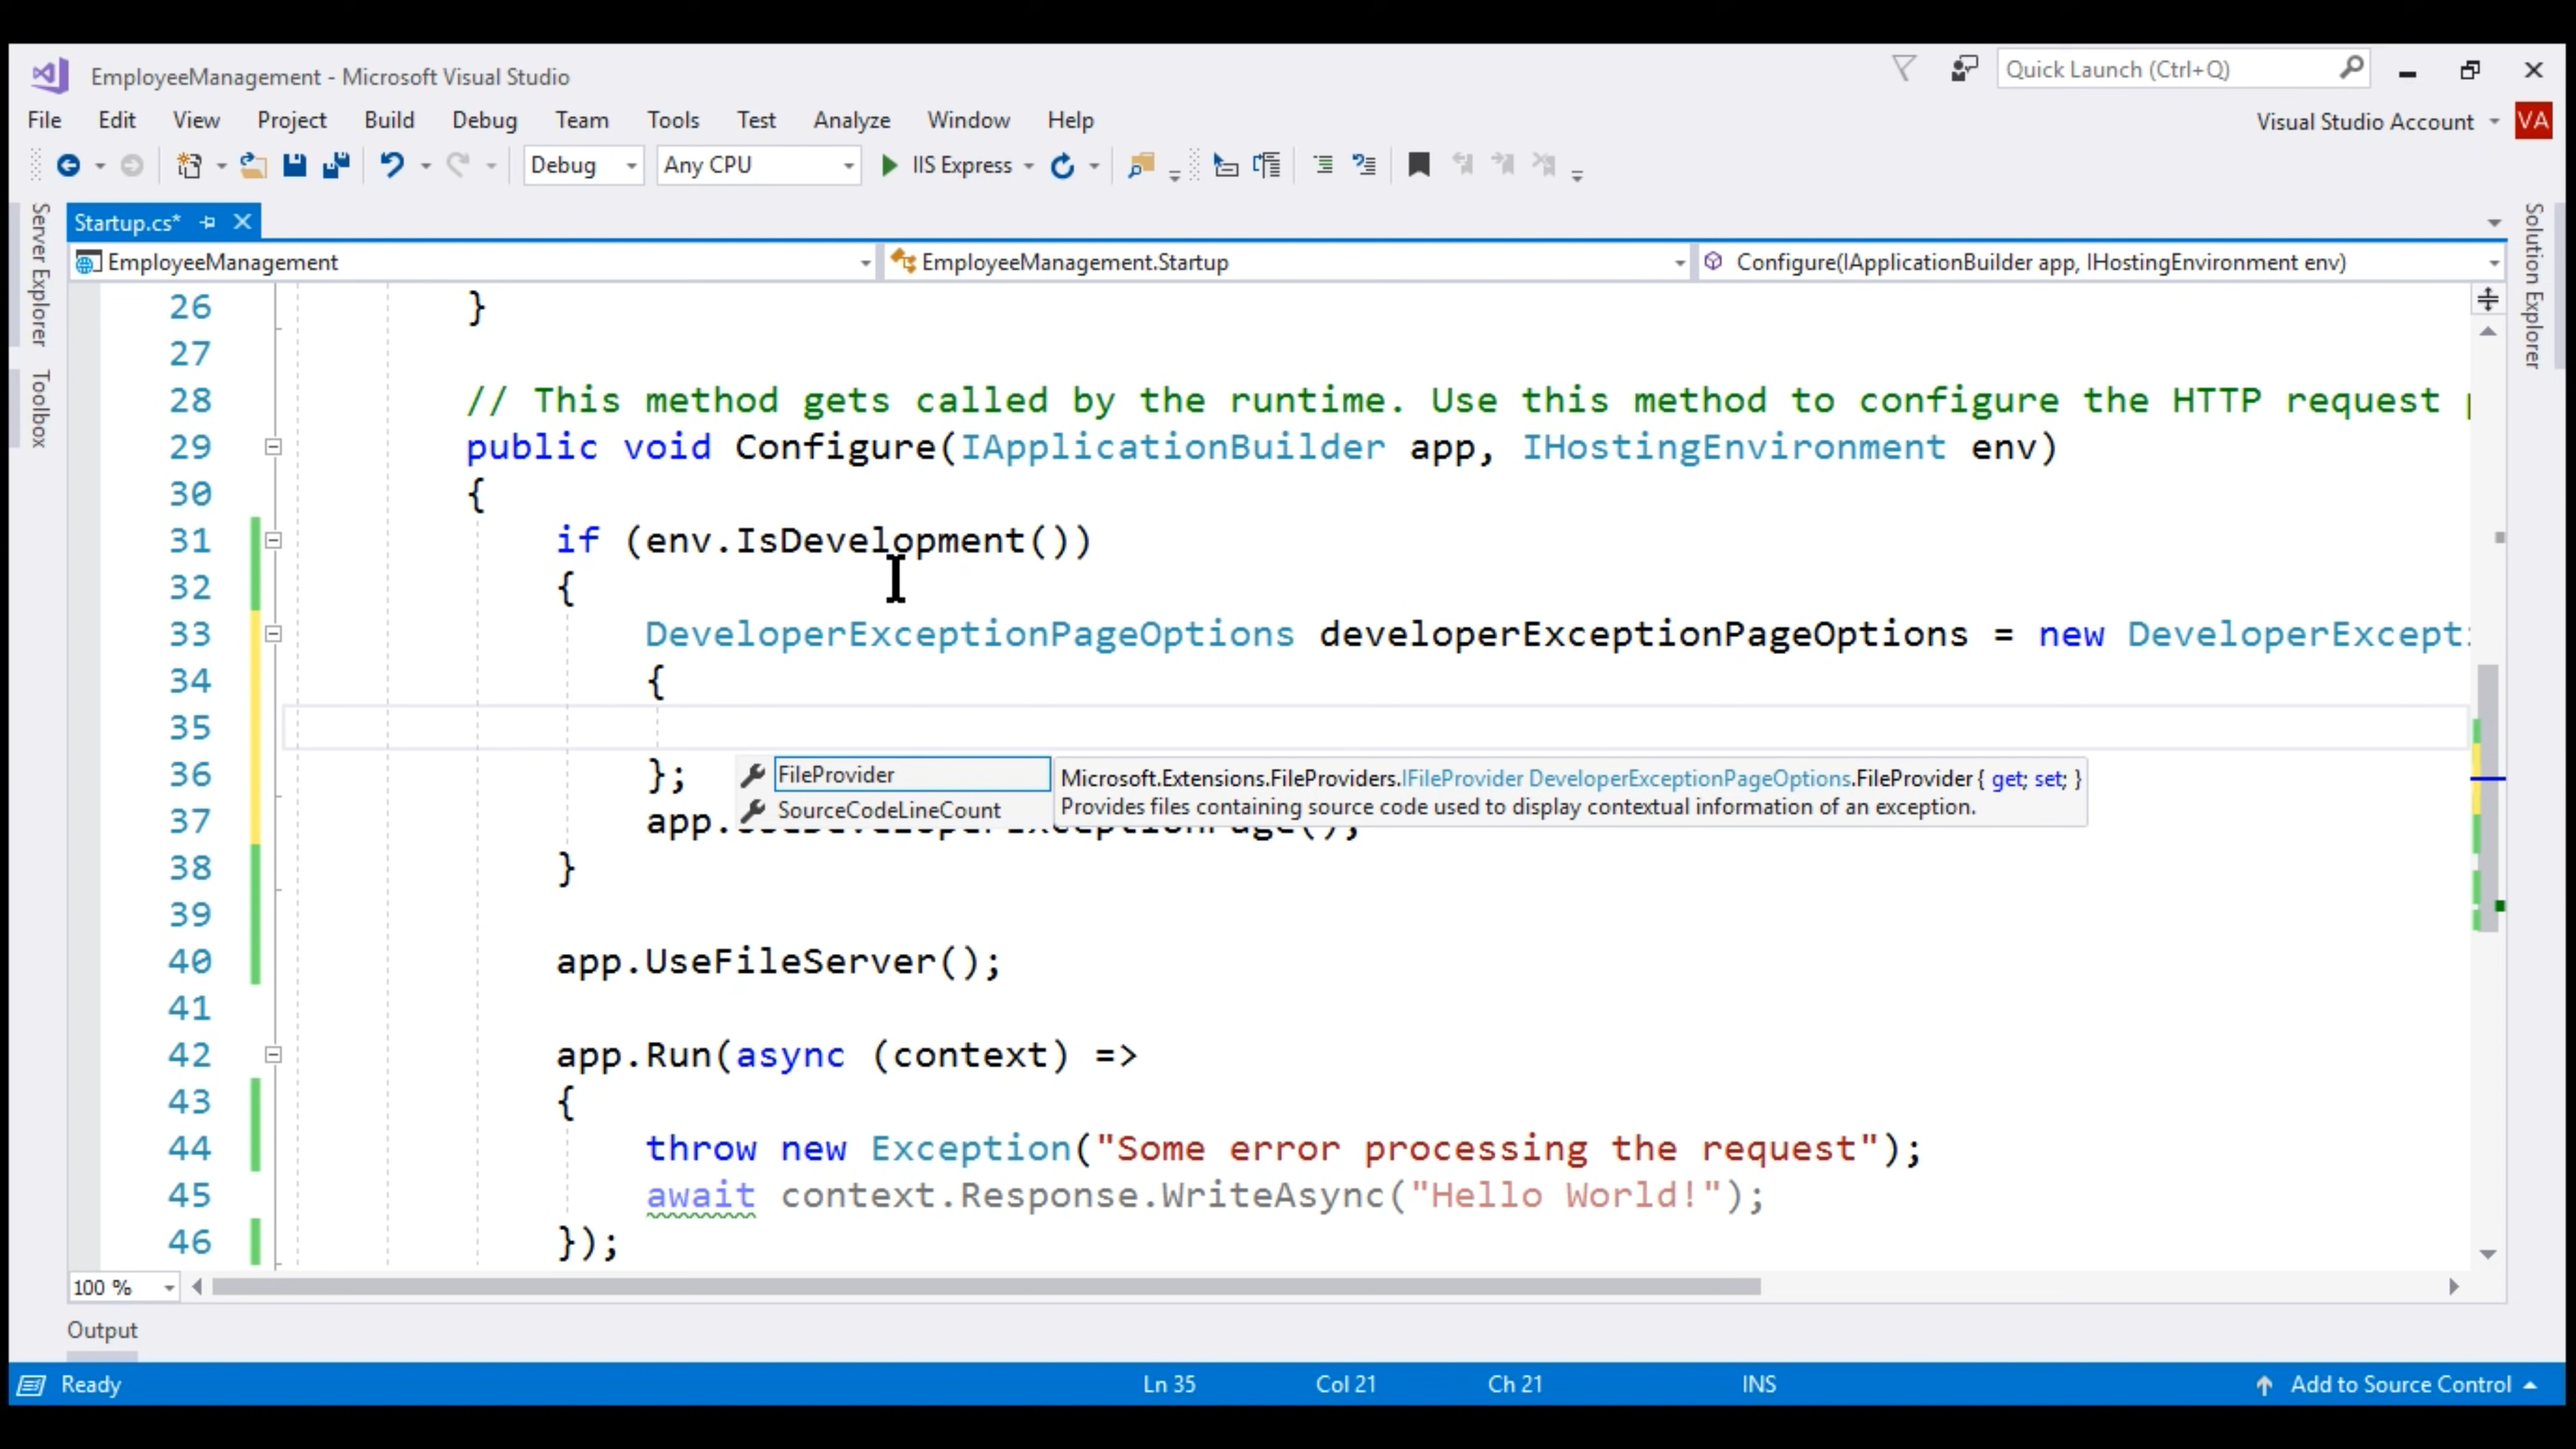 EmployeeManagement - Microsoft Visual Studio
Quick Launch (Ctrl+Q)
File Edit View Project Build Debug Team Tools Test Analyze Window Help
Visual Studio Account VA
Debug Any CPU IIS Express
Server Explorer
Toolbox
Solution Explorer
Startup.cs*
EmployeeManagement EmployeeManagement.Startup Configure(IApplicationBuilder app, IHostingEnvironment env)
26 }
27
28 // This method gets called by the runtime. Use this method to configure the HTTP request
29 public void Configure(IApplicationBuilder app, IHostingEnvironment env)
30 {
31 if (env.IsDevelopment())
32 {
33 DeveloperExceptionPageOptions developerExceptionPageOptions = new DeveloperExcept
34 {
35
36 };
FileProvider
SourceCodeLineCount
Microsoft.Extensions.FileProviders.IFileProvider DeveloperExceptionPageOptions.FileProvider { get; set; }
Provides files containing source code used to display contextual information of an exception.
37 app.UseDeveloperExceptionPage();
38 }
39
40 app.UseFileServer();
41
42 app.Run(async (context) =>
43 {
44 throw new Exception("Some error processing the request");
45 await context.Response.WriteAsync("Hello World!");
46 });
100 %
Output
Ready Ln 35 Col 21 Ch 21 INS Add to Source Control